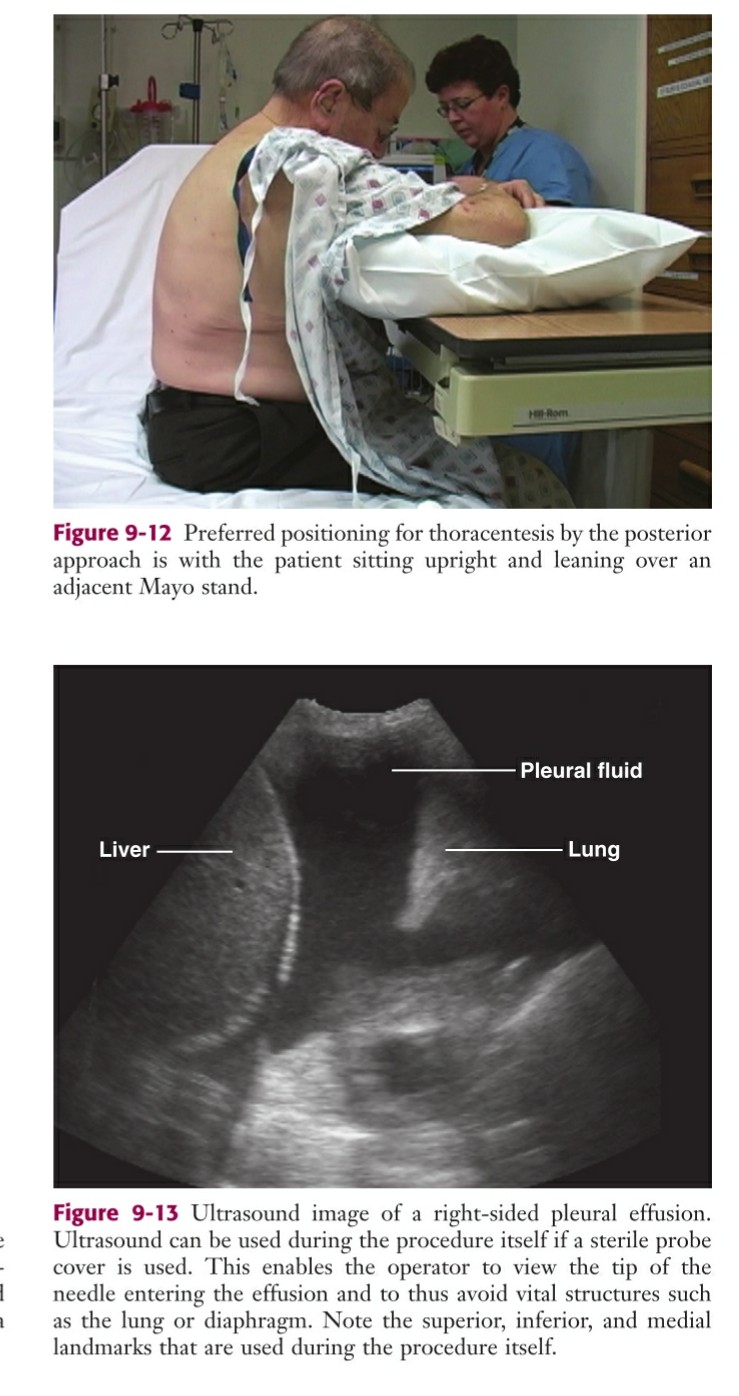 Hill-Rom.
Figure 9-12 Preferred positioning for thoracentesis by the posterior
approach is with the patient sitting upright and leaning over an
adjacent Mayo stand.
Pleural fluid
Liver
Lung
Figure 9-13 Ultrasound image of a right-sided pleural effusion.
Ultrasound can be used during the procedure itself if a sterile probe
cover is used. This enables the operator to view the tip of the
needle entering the effusion and to thus avoid vital structures such
as the lung or diaphragm. Note the superior, inferior, and medial
landmarks that are used during the procedure itself.